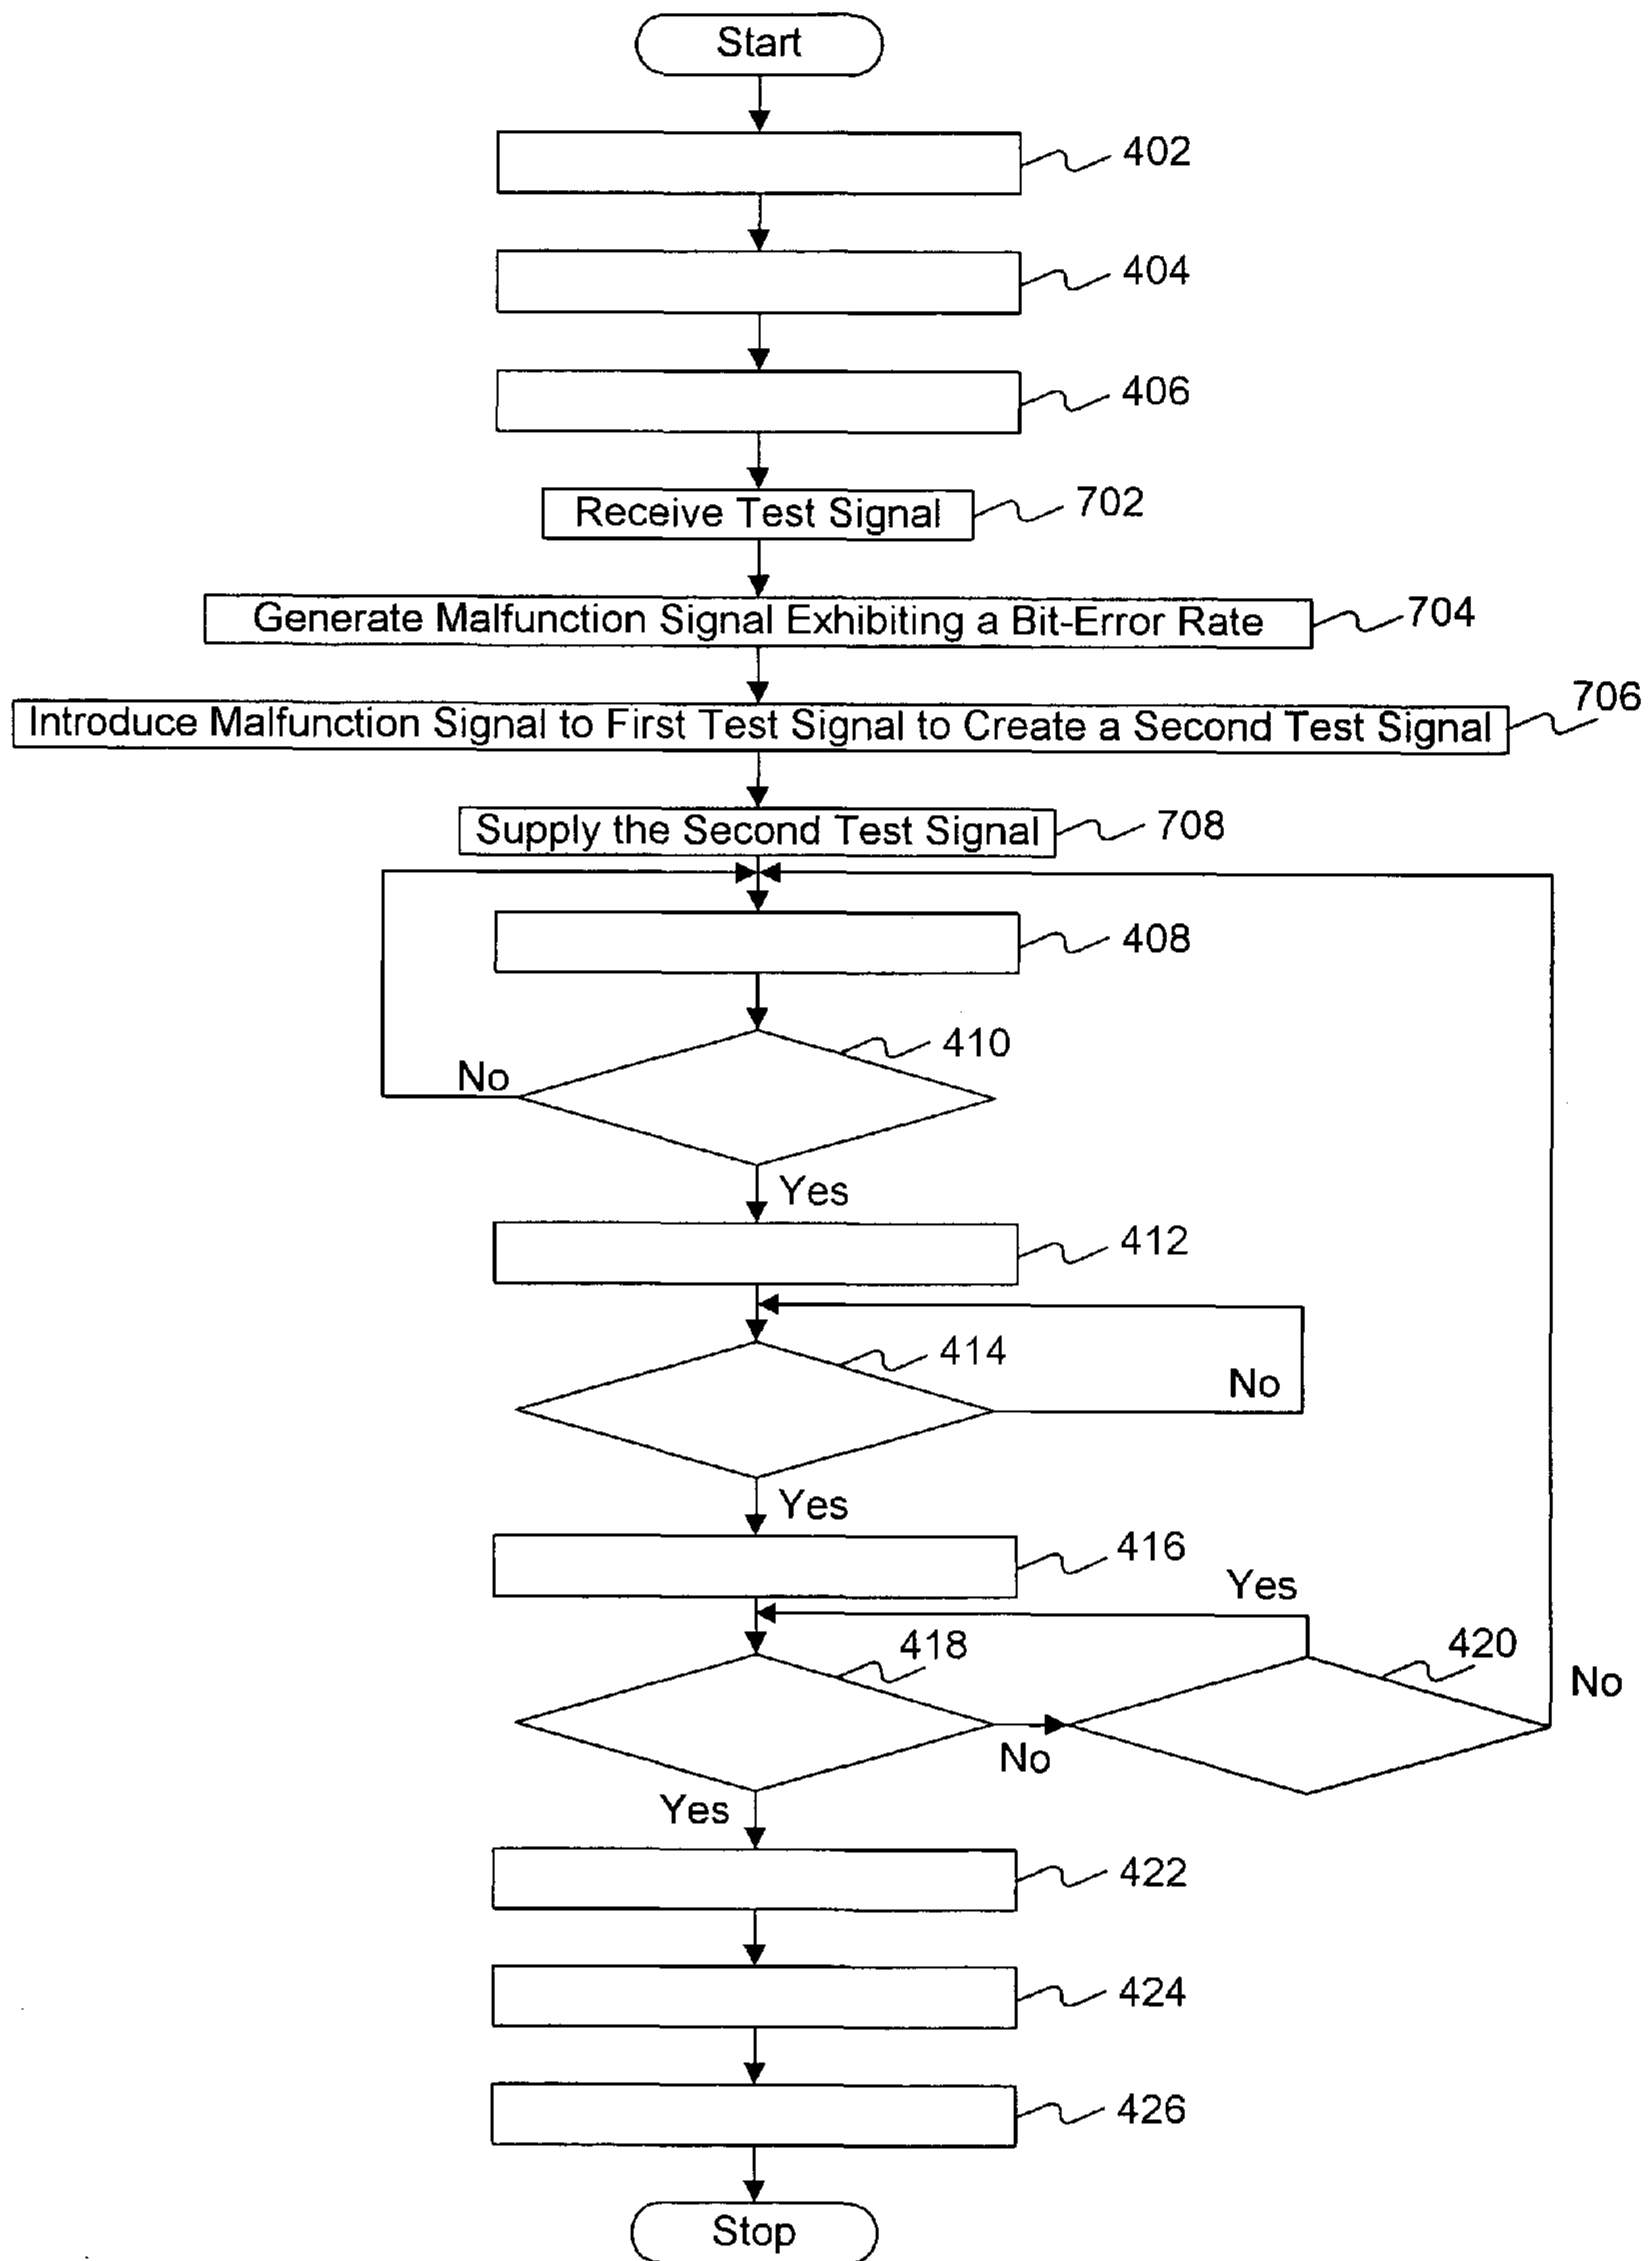 Start
402
404
406
Receive Test Signal
702
Generate Malfunction Signal Exhibiting a Bit-Error Rate
704
Introduce Malfunction Signal to First Test Signal to Create a Second Test Signal
706
Supply the Second Test Signal
708
408
410
No
Yes
412
414
No
Yes
416
Yes
418
420
No
No
Yes
422
424
426
Stop